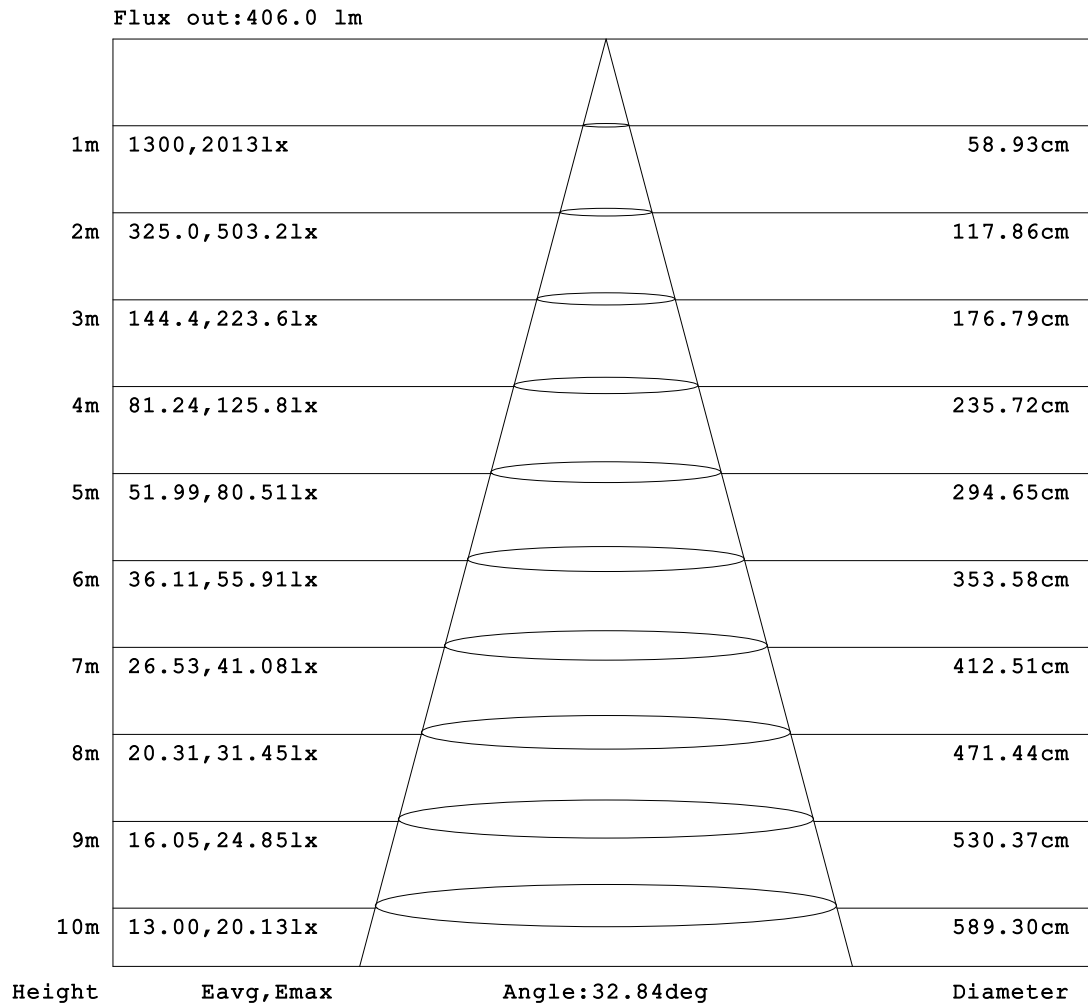 Flux out:406.0 lm
1m 1300,2013lx 58.93cm
2m 325.0,503.2lx 117.86cm
3m 144.4,223.6lx 176.79cm
4m 81.24,125.8lx 235.72cm
5m 51.99,80.51lx 294.65cm
6m 36.11,55.91lx 353.58cm
7m 26.53,41.08lx 412.51cm
8m 20.31,31.45lx 471.44cm
9m 16.05,24.85lx 530.37cm
10m 13.00,20.13lx 589.30cm
Height Eavg,Emax Angle:32.84deg Diameter